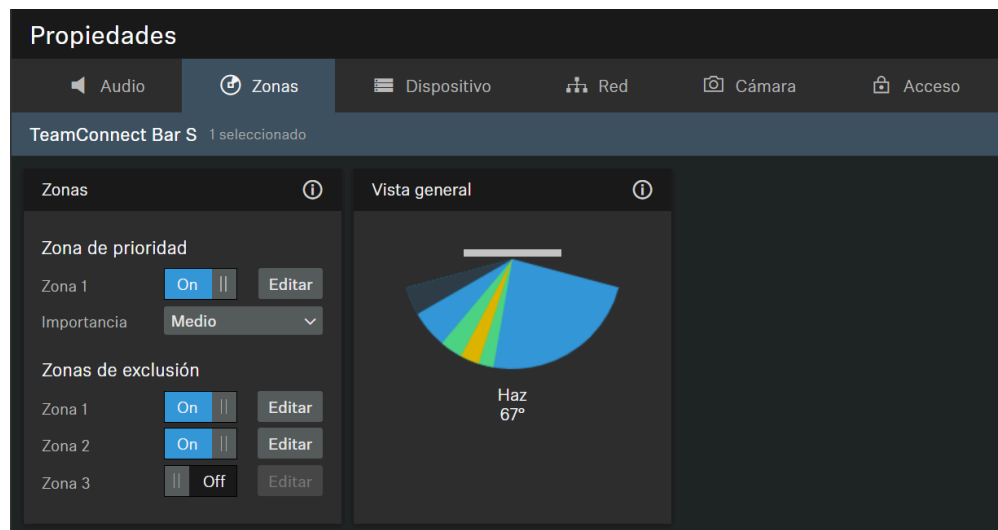 Propiedades
Audio Zonas Dispositivo Red Cámara Acceso
TeamConnect Bar S 1 seleccionado
Zonas
Zona de prioridad
Zona 1 On Editar
Importancia Medio
Zonas de exclusión
Zona 1 On Editar
Zona 2 On Editar
Zona 3 Off Editar
Vista general
Haz
67º